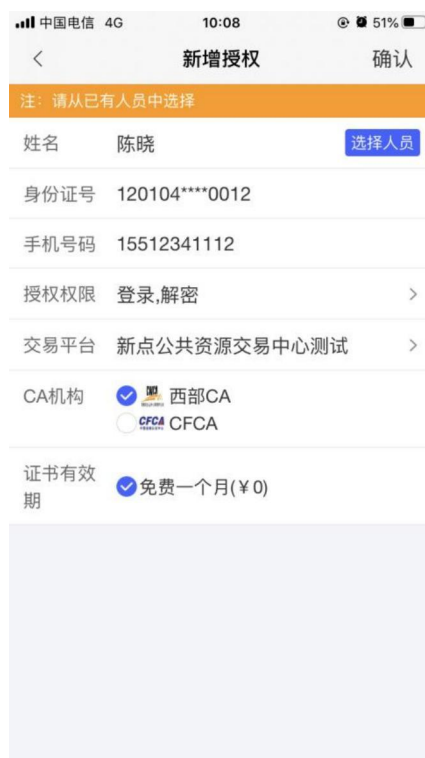 中国电信 4G 10:08 51%
新增授权 确认
注：请从已有人员中选择
姓名 陈晓 选择人员
身份证号 120104****0012
手机号码 15512341112
授权权限 登录,解密
交易平台 新点公共资源交易中心测试
CA机构 西部CA
CFCA CFCA
证书有效
期 免费一个月(¥0)